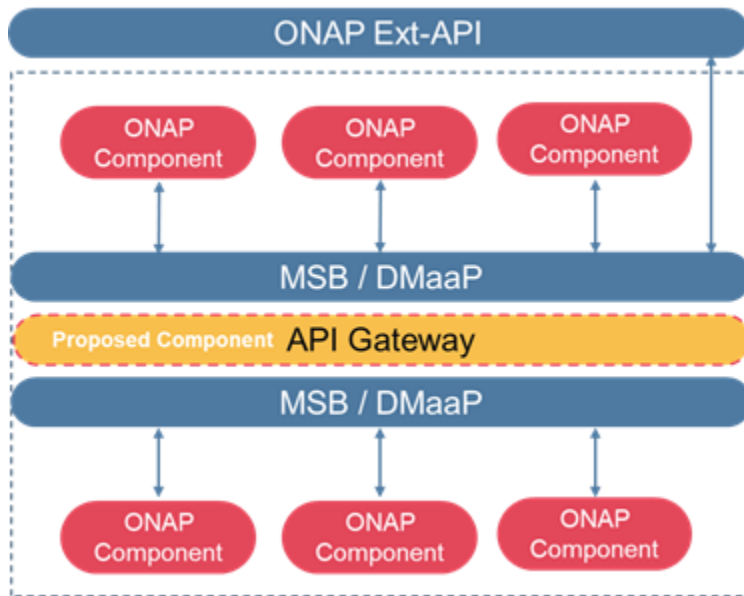 ONAP Ext-API
ONAP
Component
ONAP
Component
ONAP
Component
MSB / DMaaP
Proposed Component API Gateway
MSB / DMaaP
ONAP
Component
ONAP
Component
ONAP
Component